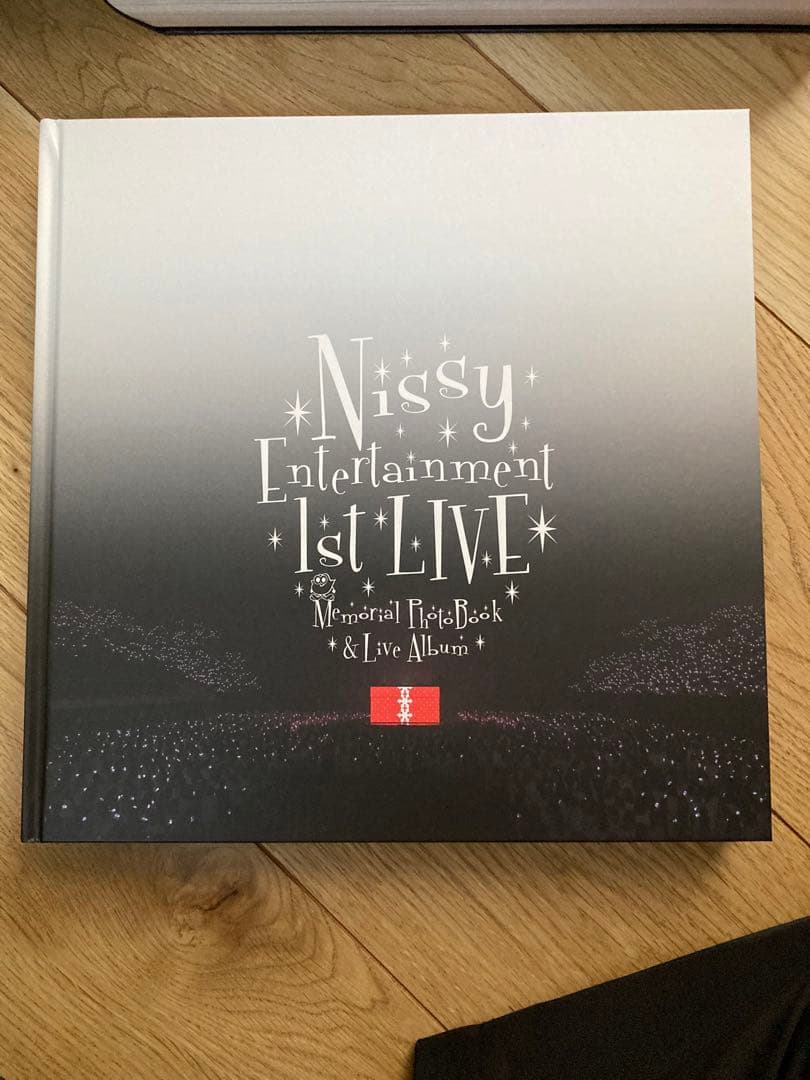 Nissy
Entertainment
1st LIVE
Memorial PhotoBook
& Live Album